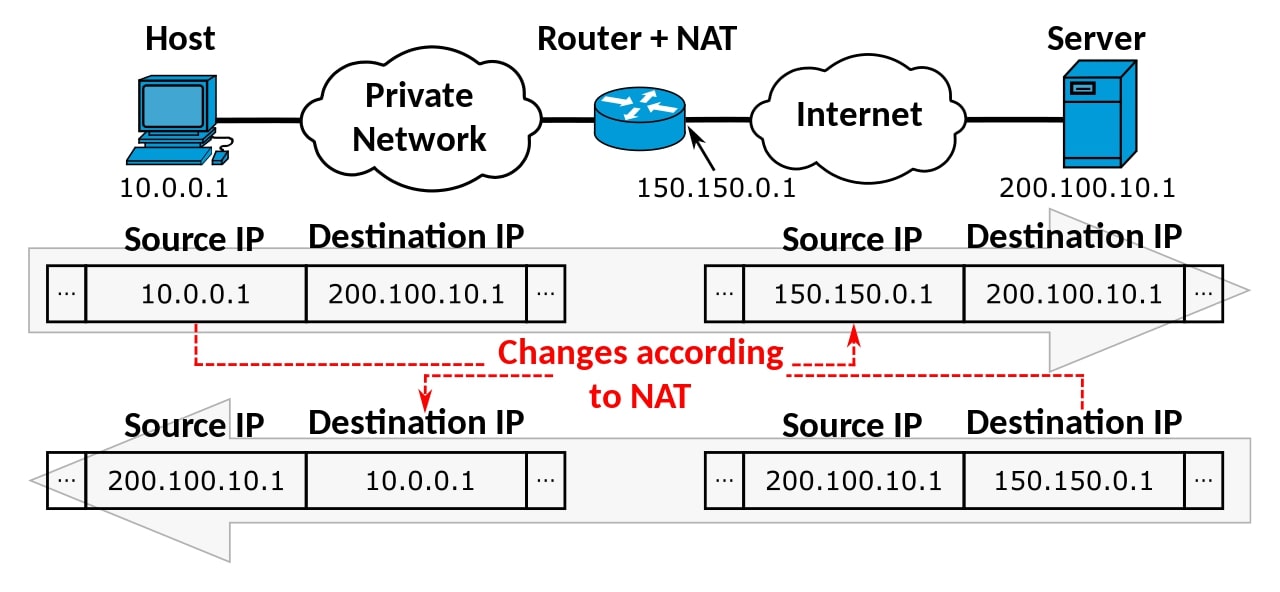 Host
Router + NAT
Server
Private
Network
Internet
10.0.0.1
150.150.0.1
200.100.10.1
Source IP Destination IP
Source IP Destination IP
... 10.0.0.1 200.100.10.1 ...
... 150.150.0.1 200.100.10.1 ...
Changes according
to NAT
Source IP Destination IP
Source IP Destination IP
... 200.100.10.1 10.0.0.1 ...
... 200.100.10.1 150.150.0.1 ...